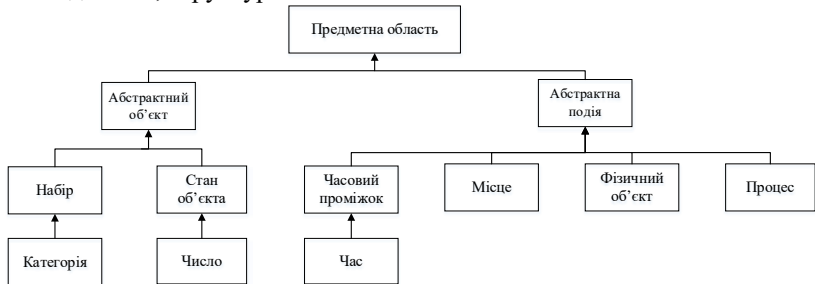 Предметна область
Абстрактний
об’єкт
Абстрактна
подія
Набір
Стан
об’єкта
Часовий
проміжок
Місце
Фізичний
об’єкт
Процес
Категорія
Число
Час